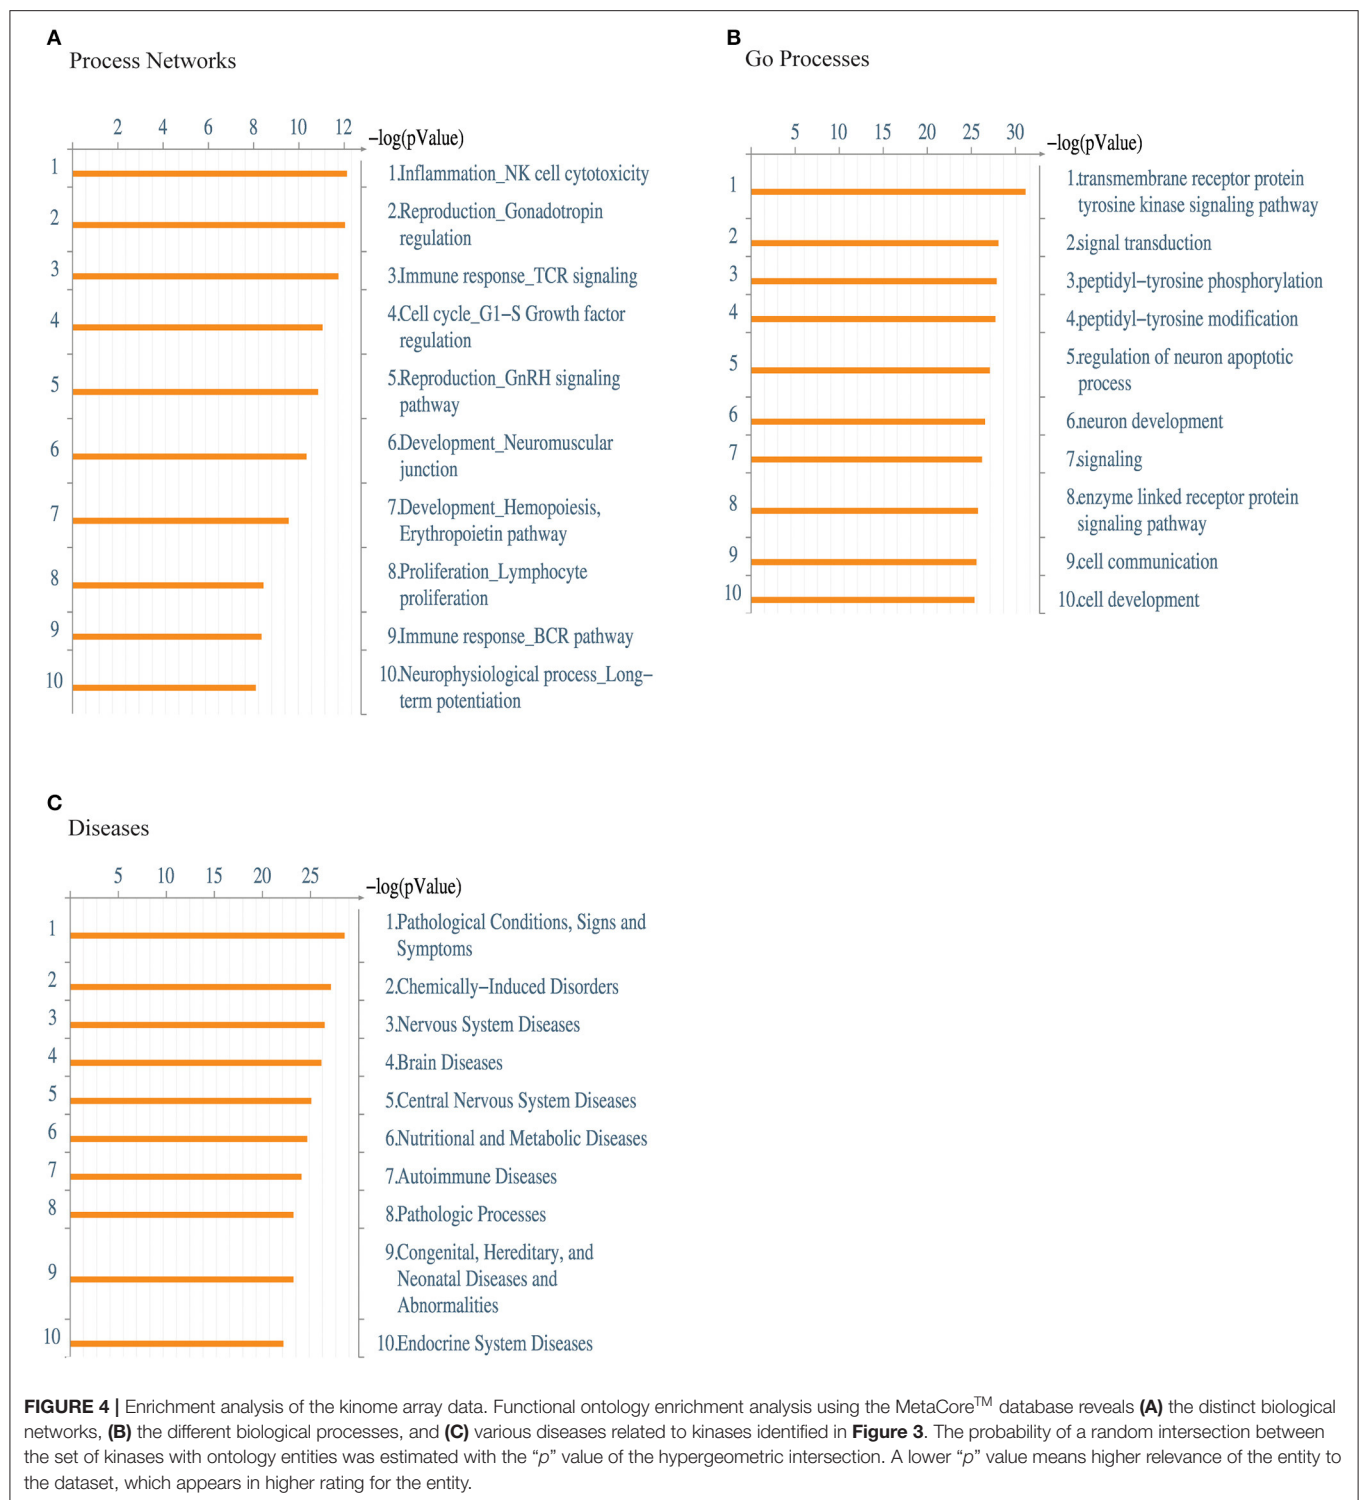 A
Process Networks
2 4 6 8 10 12
−log(pValue)
1
2
3
4
5
6
7
8
9
10
1.Inflammation_NK cell cytotoxicity
2.Reproduction_Gonadotropin
regulation
3.Immune response_TCR signaling
4.Cell cycle_G1−S Growth factor
regulation
5.Reproduction_GnRH signaling
pathway
6.Development_Neuromuscular
junction
7.Development_Hemopoiesis,
Erythropoietin pathway
8.Proliferation_Lymphocyte
proliferation
9.Immune response_BCR pathway
10.Neurophysiological process_Long−
term potentiation
B
Go Processes
5 10 15 20 25 30
−log(pValue)
1
2
3
4
5
6
7
8
9
10
1.transmembrane receptor protein
tyrosine kinase signaling pathway
2.signal transduction
3.peptidyl−tyrosine phosphorylation
4.peptidyl−tyrosine modification
5.regulation of neuron apoptotic
process
6.neuron development
7.signaling
8.enzyme linked receptor protein
signaling pathway
9.cell communication
10.cell development
C
Diseases
5 10 15 20 25
−log(pValue)
1
2
3
4
5
6
7
8
9
10
1.Pathological Conditions, Signs and
Symptoms
2.Chemically−Induced Disorders
3.Nervous System Diseases
4.Brain Diseases
5.Central Nervous System Diseases
6.Nutritional and Metabolic Diseases
7.Autoimmune Diseases
8.Pathologic Processes
9.Congenital, Hereditary, and
Neonatal Diseases and
Abnormalities
10.Endocrine System Diseases
FIGURE 4 | Enrichment analysis of the kinome array data. Functional ontology enrichment analysis using the MetaCore™ database reveals (A) the distinct biological
networks, (B) the different biological processes, and (C) various diseases related to kinases identified in Figure 3. The probability of a random intersection between
the set of kinases with ontology entities was estimated with the “p” value of the hypergeometric intersection. A lower “p” value means higher relevance of the entity to
the dataset, which appears in higher rating for the entity.